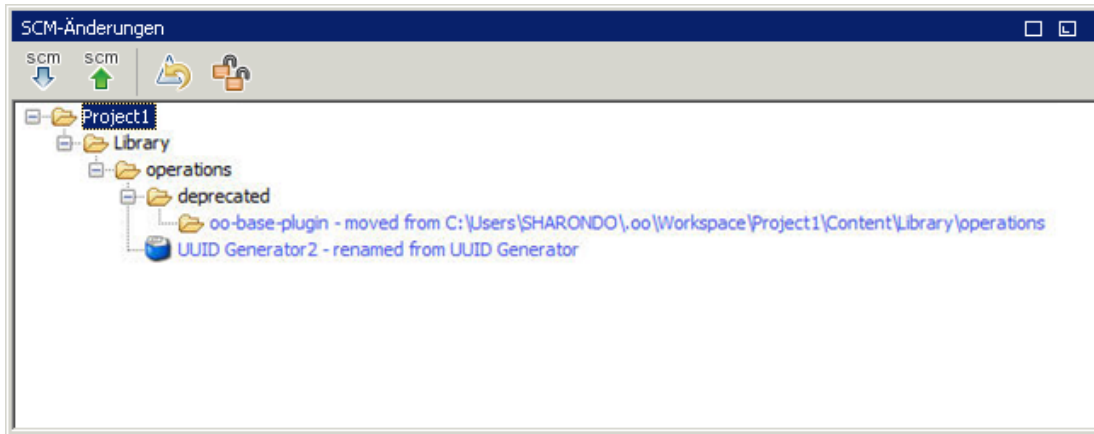 SCM-Änderungen
scm scm
Project1
Library
operations
deprecated
oo-base-plugin - moved from C:\Users\SHARONDO\.oo\Workspace\Project1\Content\Library\operations
UUID Generator2 - renamed from UUID Generator